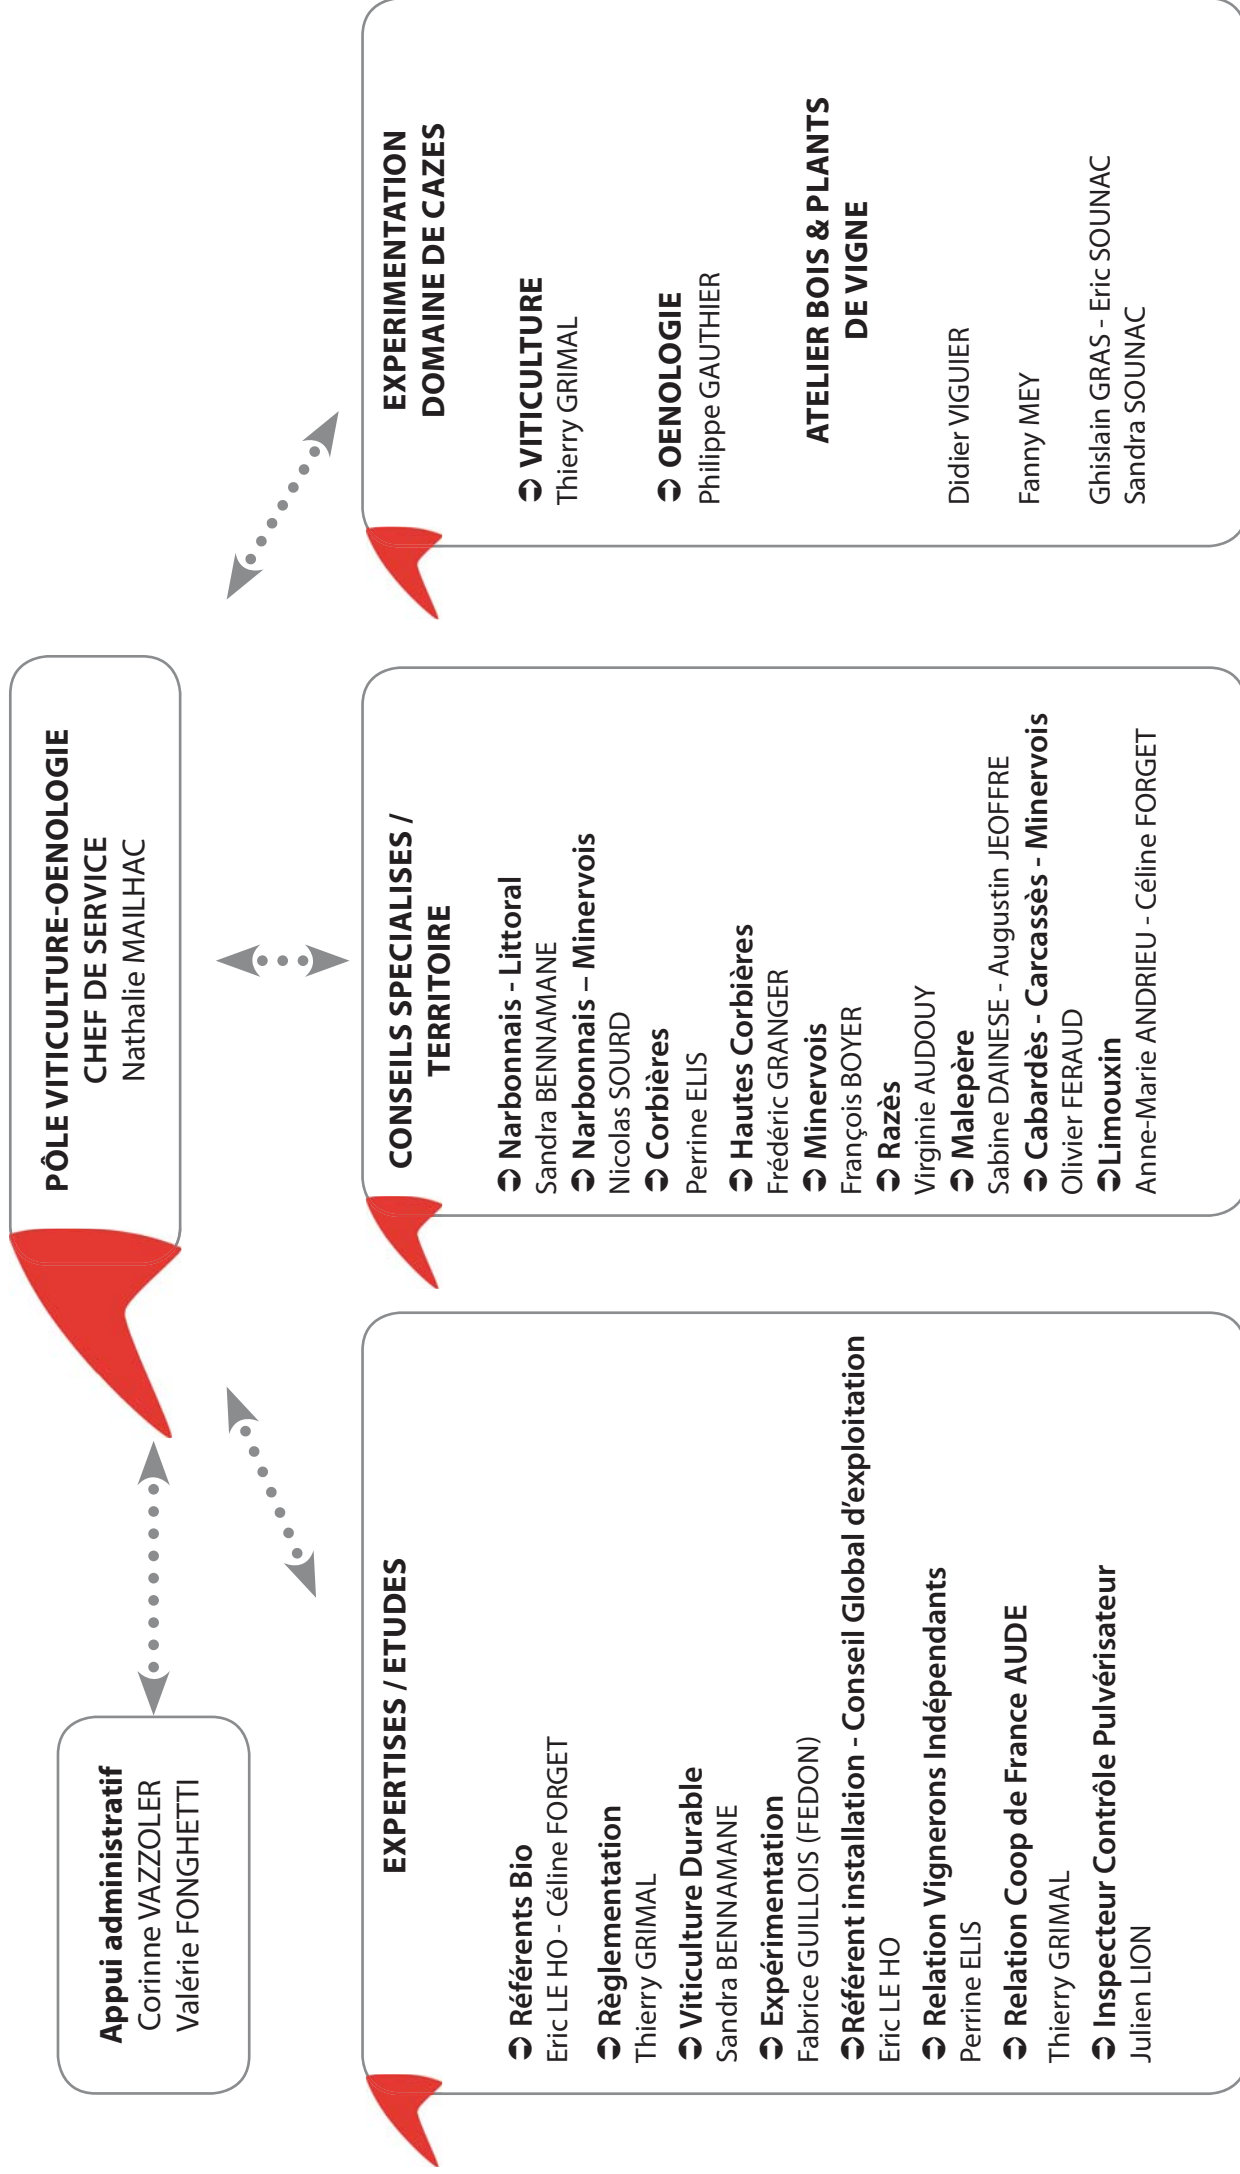 PÔLE VITICULTURE-OENOLOGIE
CHEF DE SERVICE
Nathalie MAILHAC
Appui administratif
Corinne VAZZOLER
Valérie FONGHETTI
EXPERTISES / ETUDES
➲ Référents Bio
Eric LE HO - Céline FORGET
➲ Règlementation
Thierry GRIMAL
➲ Viticulture Durable
Sandra BENNAMANE
➲ Expérimentation
Fabrice GUILLOIS (FEDON)
➲Référent installation - Conseil Global d'exploitation
Eric LE HO
➲ Relation Vignerons Indépendants
Perrine ELIS
➲ Relation Coop de France AUDE
Thierry GRIMAL
➲ Inspecteur Contrôle Pulvérisateur
Julien LION
CONSEILS SPECIALISES /
TERRITOIRE
➲ Narbonnais - Littoral
Sandra BENNAMANE
➲ Narbonnais – Minervois
Nicolas SOURD
➲ Corbières
Perrine ELIS
➲ Hautes Corbières
Frédéric GRANGER
➲ Minervois
François BOYER
➲ Razès
Virginie AUDOUY
➲ Malepère
Sabine DAINESE - Augustin JEOFFRE
➲ Cabardès - Carcassès - Minervois
Olivier FERAUD
➲Limouxin
Anne-Marie ANDRIEU - Céline FORGET
EXPERIMENTATION
DOMAINE DE CAZES
➲ VITICULTURE
Thierry GRIMAL
➲ OENOLOGIE
Philippe GAUTHIER
ATELIER BOIS & PLANTS
DE VIGNE
Didier VIGUIER
Fanny MEY
Ghislain GRAS - Eric SOUNAC
Sandra SOUNAC